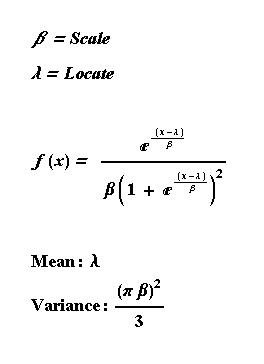 β = Scale
λ = Locate
f (x) = e^((x-λ)/β) / β(1 + e^((x-λ)/β))^2
Mean: λ
Variance: (π β)^2 / 3